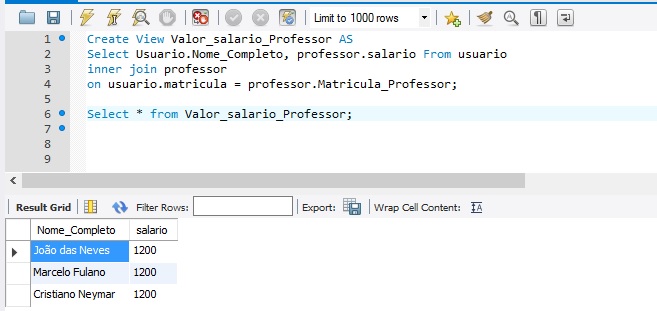 Limit to 1000 rows
1 Create View Valor_salario_Professor AS
2 Select Usuario.Nome_Completo, professor.salario From usuario
3 inner join professor
4 on usuario.matricula = professor.Matricula_Professor;
5
6 Select * from Valor_salario_Professor;
7
8
9
Result Grid Filter Rows: Export: Wrap Cell Content:
Nome_Completo salario
João das Neves 1200
Marcelo Fulano 1200
Cristiano Neymar 1200